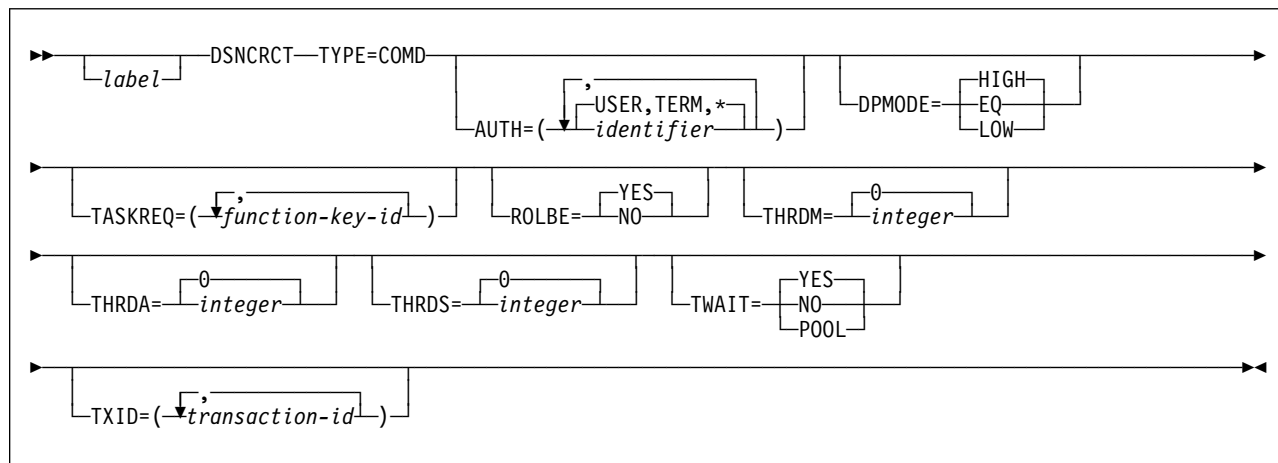 DSNCRCT TYPE=COMD
label
,
HIGH
USER,TERM,*
DPMODE= EQ
AUTH=( identifier )
LOW
,
YES
0
TASKREQ=( function-key-id )
ROLBE= NO
THRDM= integer
0
0
YES
THRDA= integer
THRDS= integer
TWAIT= NO
POOL
,
TXID=( transaction-id )